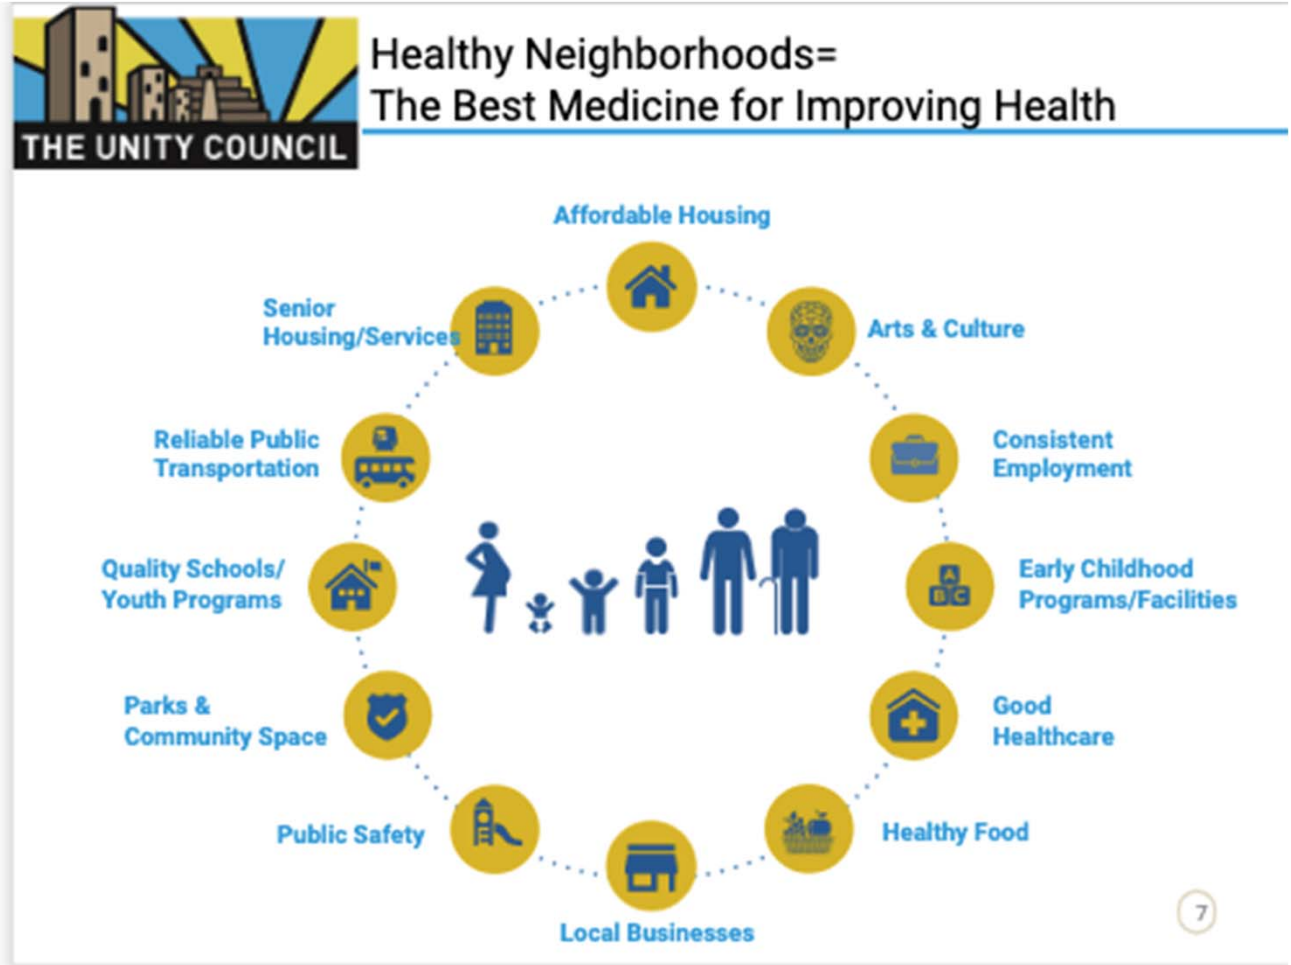 THE UNITY COUNCIL
Healthy Neighborhoods=
The Best Medicine for Improving Health
Affordable Housing
Arts & Culture
Consistent
Employment
Early Childhood
Programs/Facilities
A
B C
Good
Healthcare
Healthy Food
Local Businesses
Public Safety
Parks &
Community Space
Quality Schools/
Youth Programs
Reliable Public
Transportation
Senior
Housing/Services
7